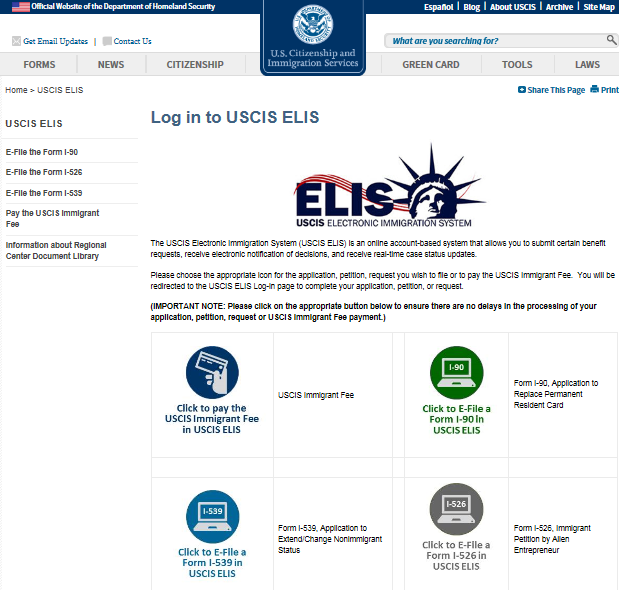 Official Website of the Department of Homeland Security
Español | Blog | About USCIS | Archive | Site Map
Get Email Updates | Contact Us
U.S. Citizenship and
Immigration Services
What are you searching for?
FORMS NEWS CITIZENSHIP GREEN CARD TOOLS LAWS
Home > USCIS ELIS
Share This Page Print
USCIS ELIS
E-File the Form I-90
E-File the Form I-526
E-File the Form I-539
Pay the USCIS Immigrant
Fee
Information about Regional
Center Document Library
Log in to USCIS ELIS
ELIS
USCIS ELECTRONIC IMMIGRATION SYSTEM
The USCIS Electronic Immigration System (USCIS ELIS) is an online account-based system that allows you to submit certain benefit
requests, receive electronic notification of decisions, and receive real-time case status updates.
Please choose the appropriate icon for the application, petition, request you wish to file or to pay the USCIS Immigrant Fee. You will be
redirected to the USCIS ELIS Log-in page to complete your application, petition, or request.
(IMPORTANT NOTE: Please click on the appropriate button below to ensure there are no delays in the processing of your
application, petition, request or USCIS Immigrant Fee payment.)
Click to pay the
USCIS Immigrant Fee
in USCIS ELIS
USCIS Immigrant Fee
I-90
Click to E-File a
Form I-90 in
USCIS ELIS
Form I-90, Application to
Replace Permanent
Resident Card
I-539
Click to E-File a
Form I-539 in
USCIS ELIS
Form I-539, Application to
Extend/Change Nonimmigrant
Status
I-526
Click to E-File a
Form I-526 in
USCIS ELIS
Form I-526, Immigrant
Petition by Alien
Entrepreneur